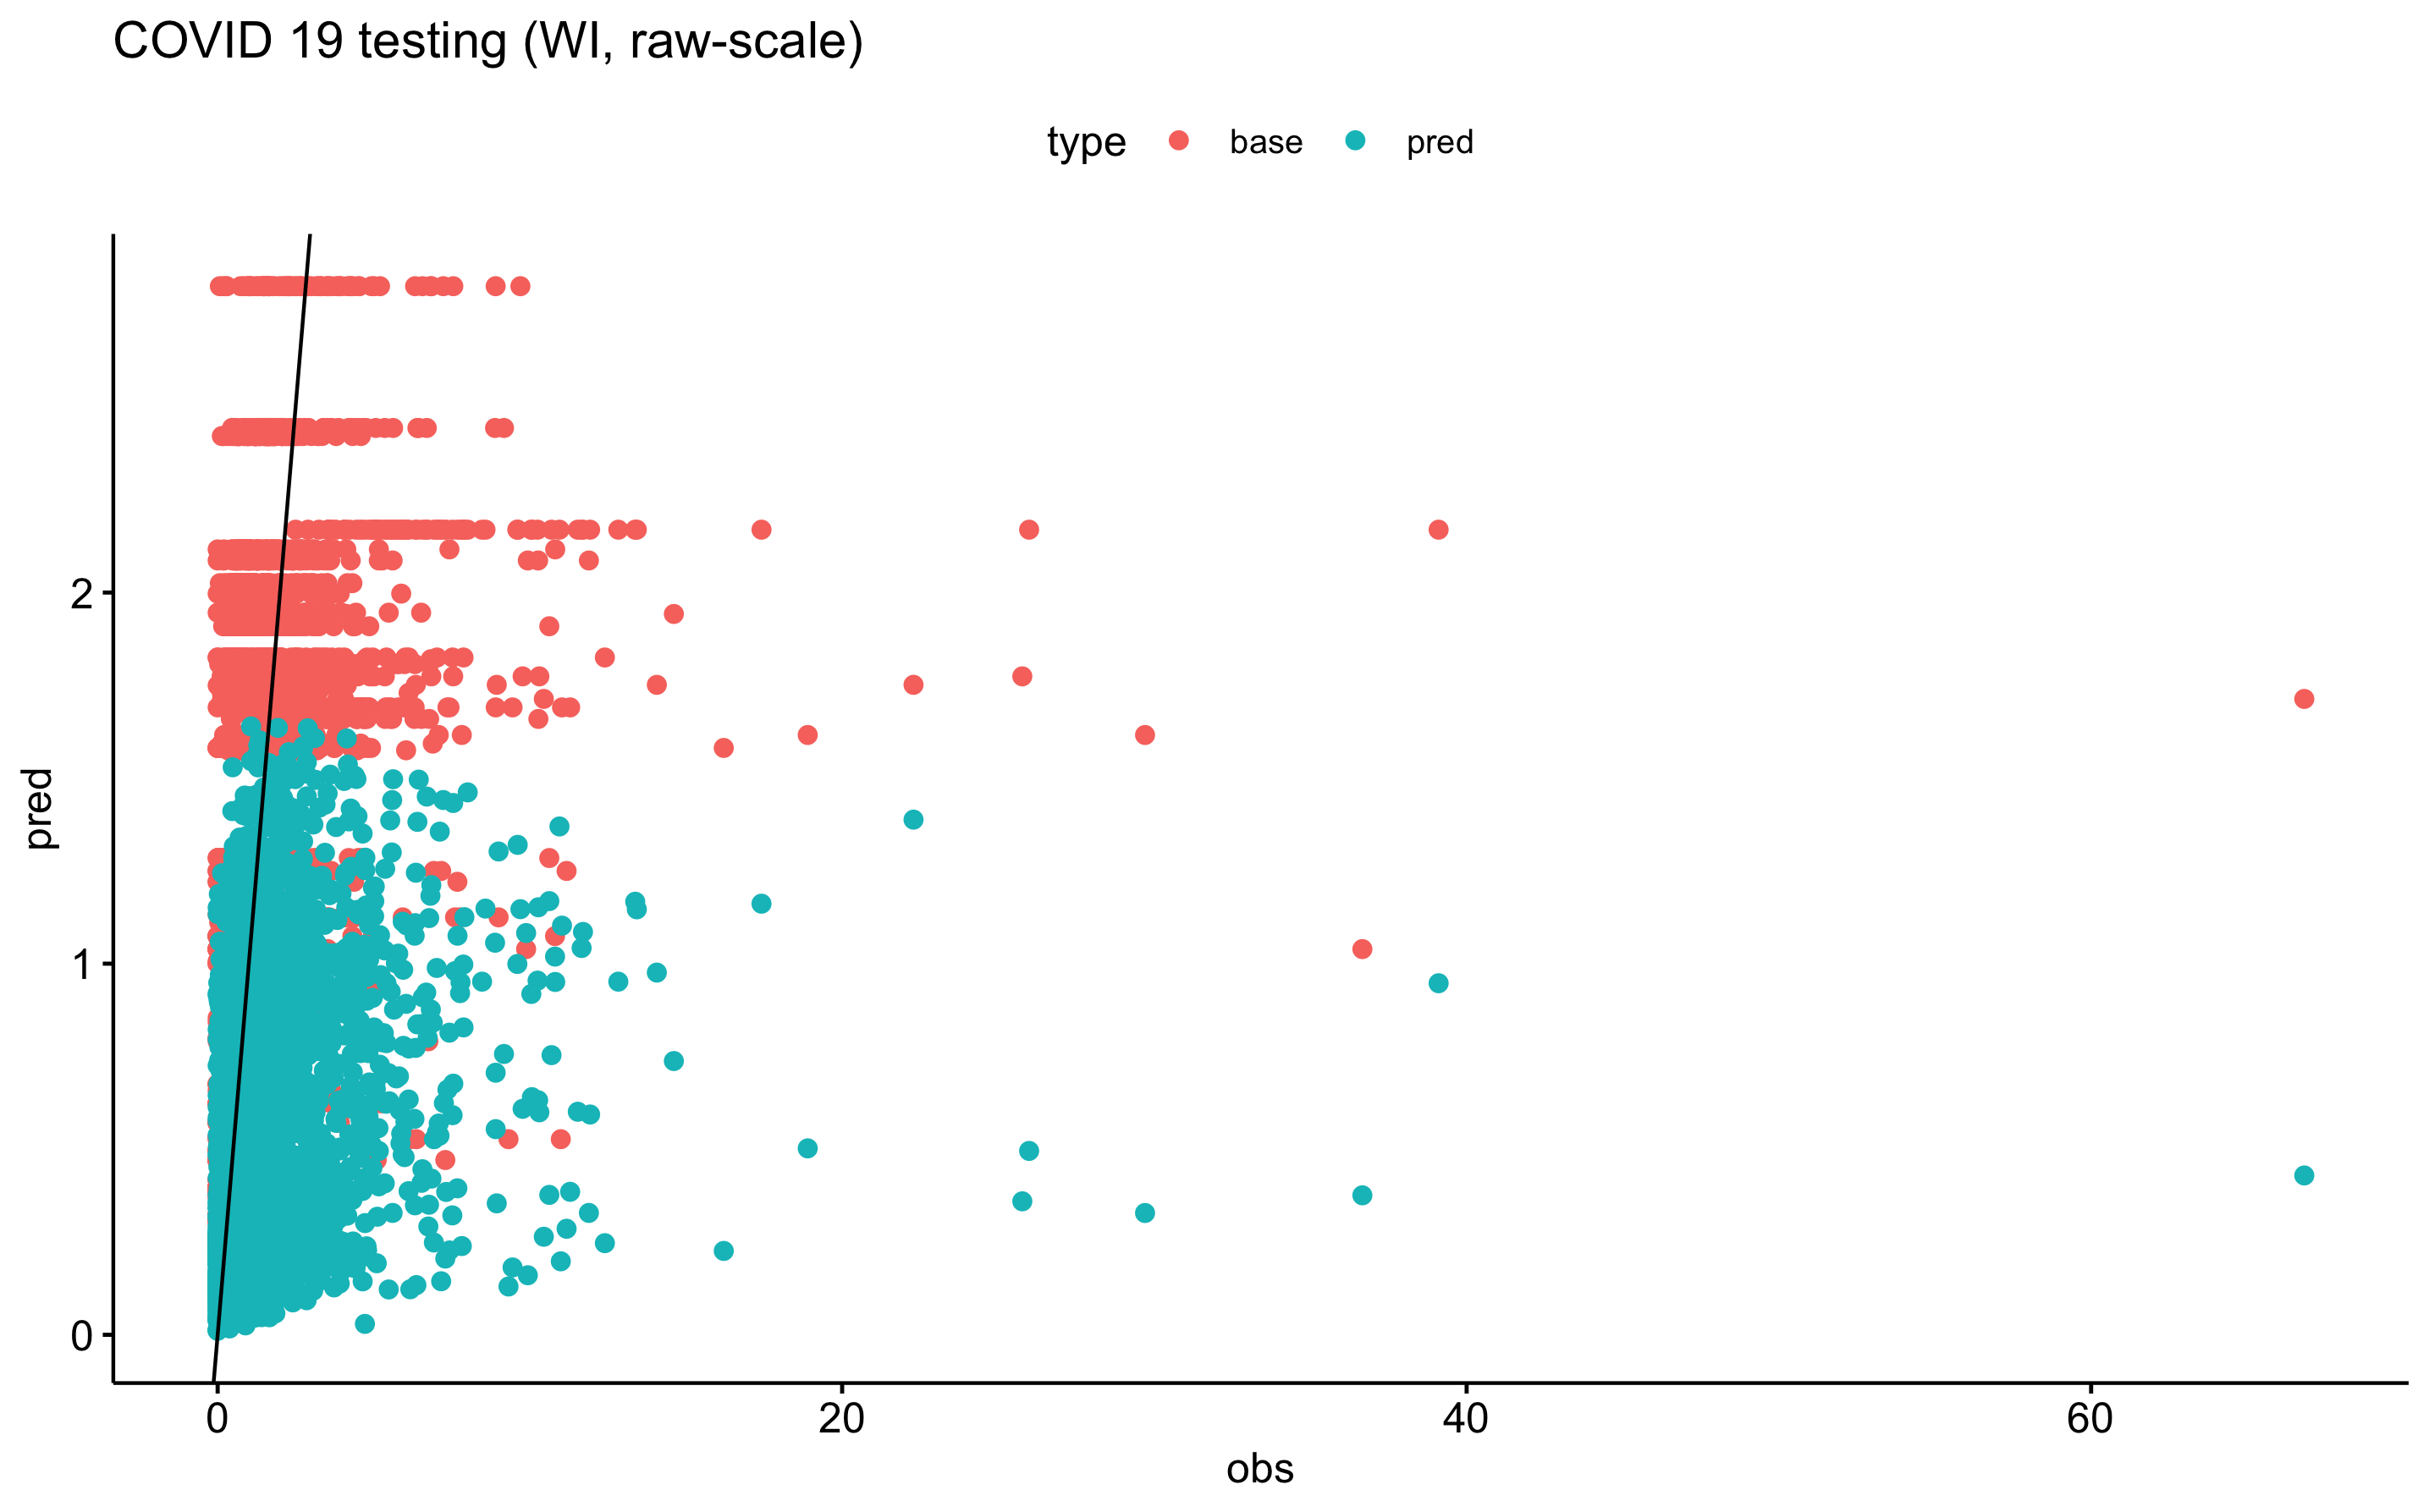 COVID 19 testing (WI, raw-scale)
type base pred
pred
2
1
0
0 20 40 60
obs